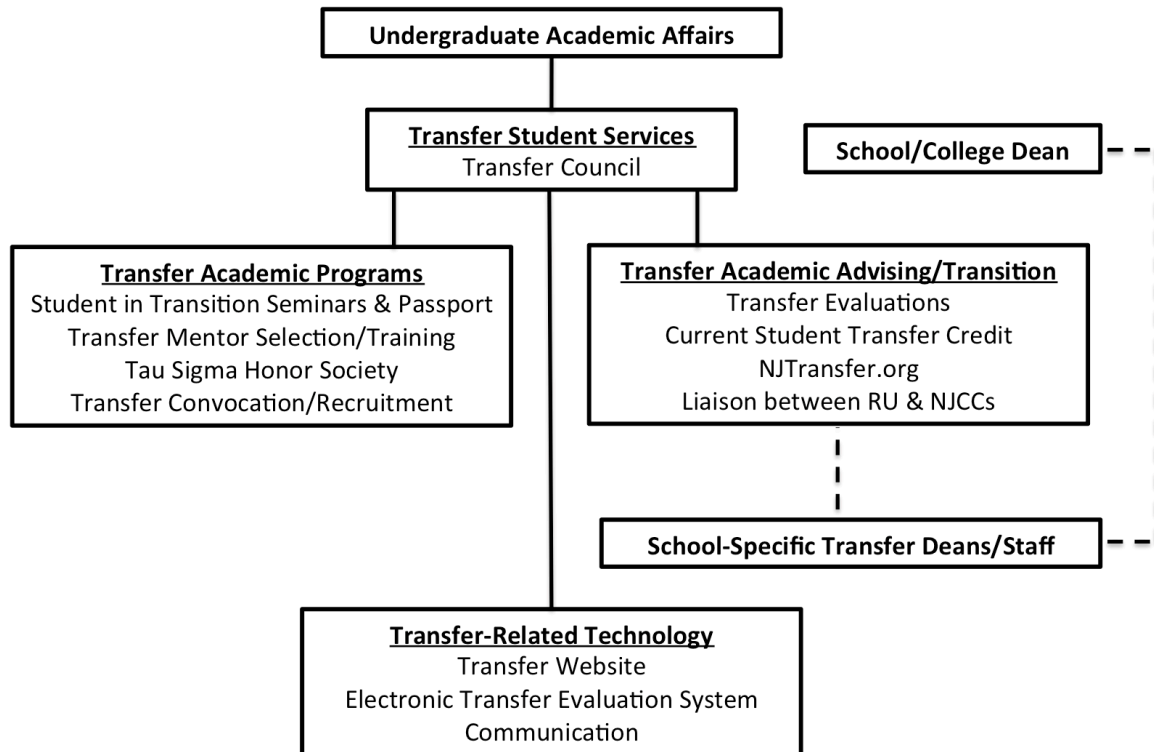 Undergraduate Academic Affairs
Transfer Student Services
Transfer Council
School/College Dean
Transfer Academic Programs
Student in Transition Seminars & Passport
Transfer Mentor Selection/Training
Tau Sigma Honor Society
Transfer Convocation/Recruitment
Transfer Academic Advising/Transition
Transfer Evaluations
Current Student Transfer Credit
NJTransfer.org
Liaison between RU & NJCCs
School-Specific Transfer Deans/Staff
Transfer-Related Technology
Transfer Website
Electronic Transfer Evaluation System
Communication